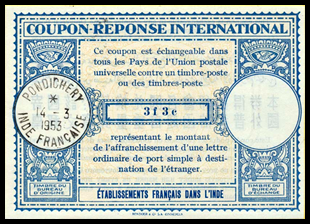 COUPON-RÉPONSE INTERNATIONAL
Ce coupon est échangeable dans
tous les Pays de l'Union postale
universelle contre un timbre-poste
ou des timbres-poste.
PONDICHERY
*
14 - 3
1953
INDE FRANÇAISE
3 f 3 c
représentant le montant
de l'affranchissement d'une lettre
ordinaire de port simple à desti-
nation de l'étranger.
TIMBRE DU
BUREAU
D'ORIGINE
ÉTABLISSEMENTS FRANÇAIS DANS L'INDE
TIMBRE DU
BUREAU
D'ÉCHANGE